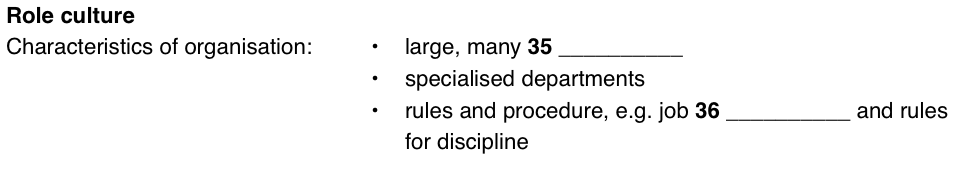 Role culture
Characteristics of organisation: • large, many 35 __________
• specialised departments
• rules and procedure, e.g. job 36 __________ and rules
for discipline